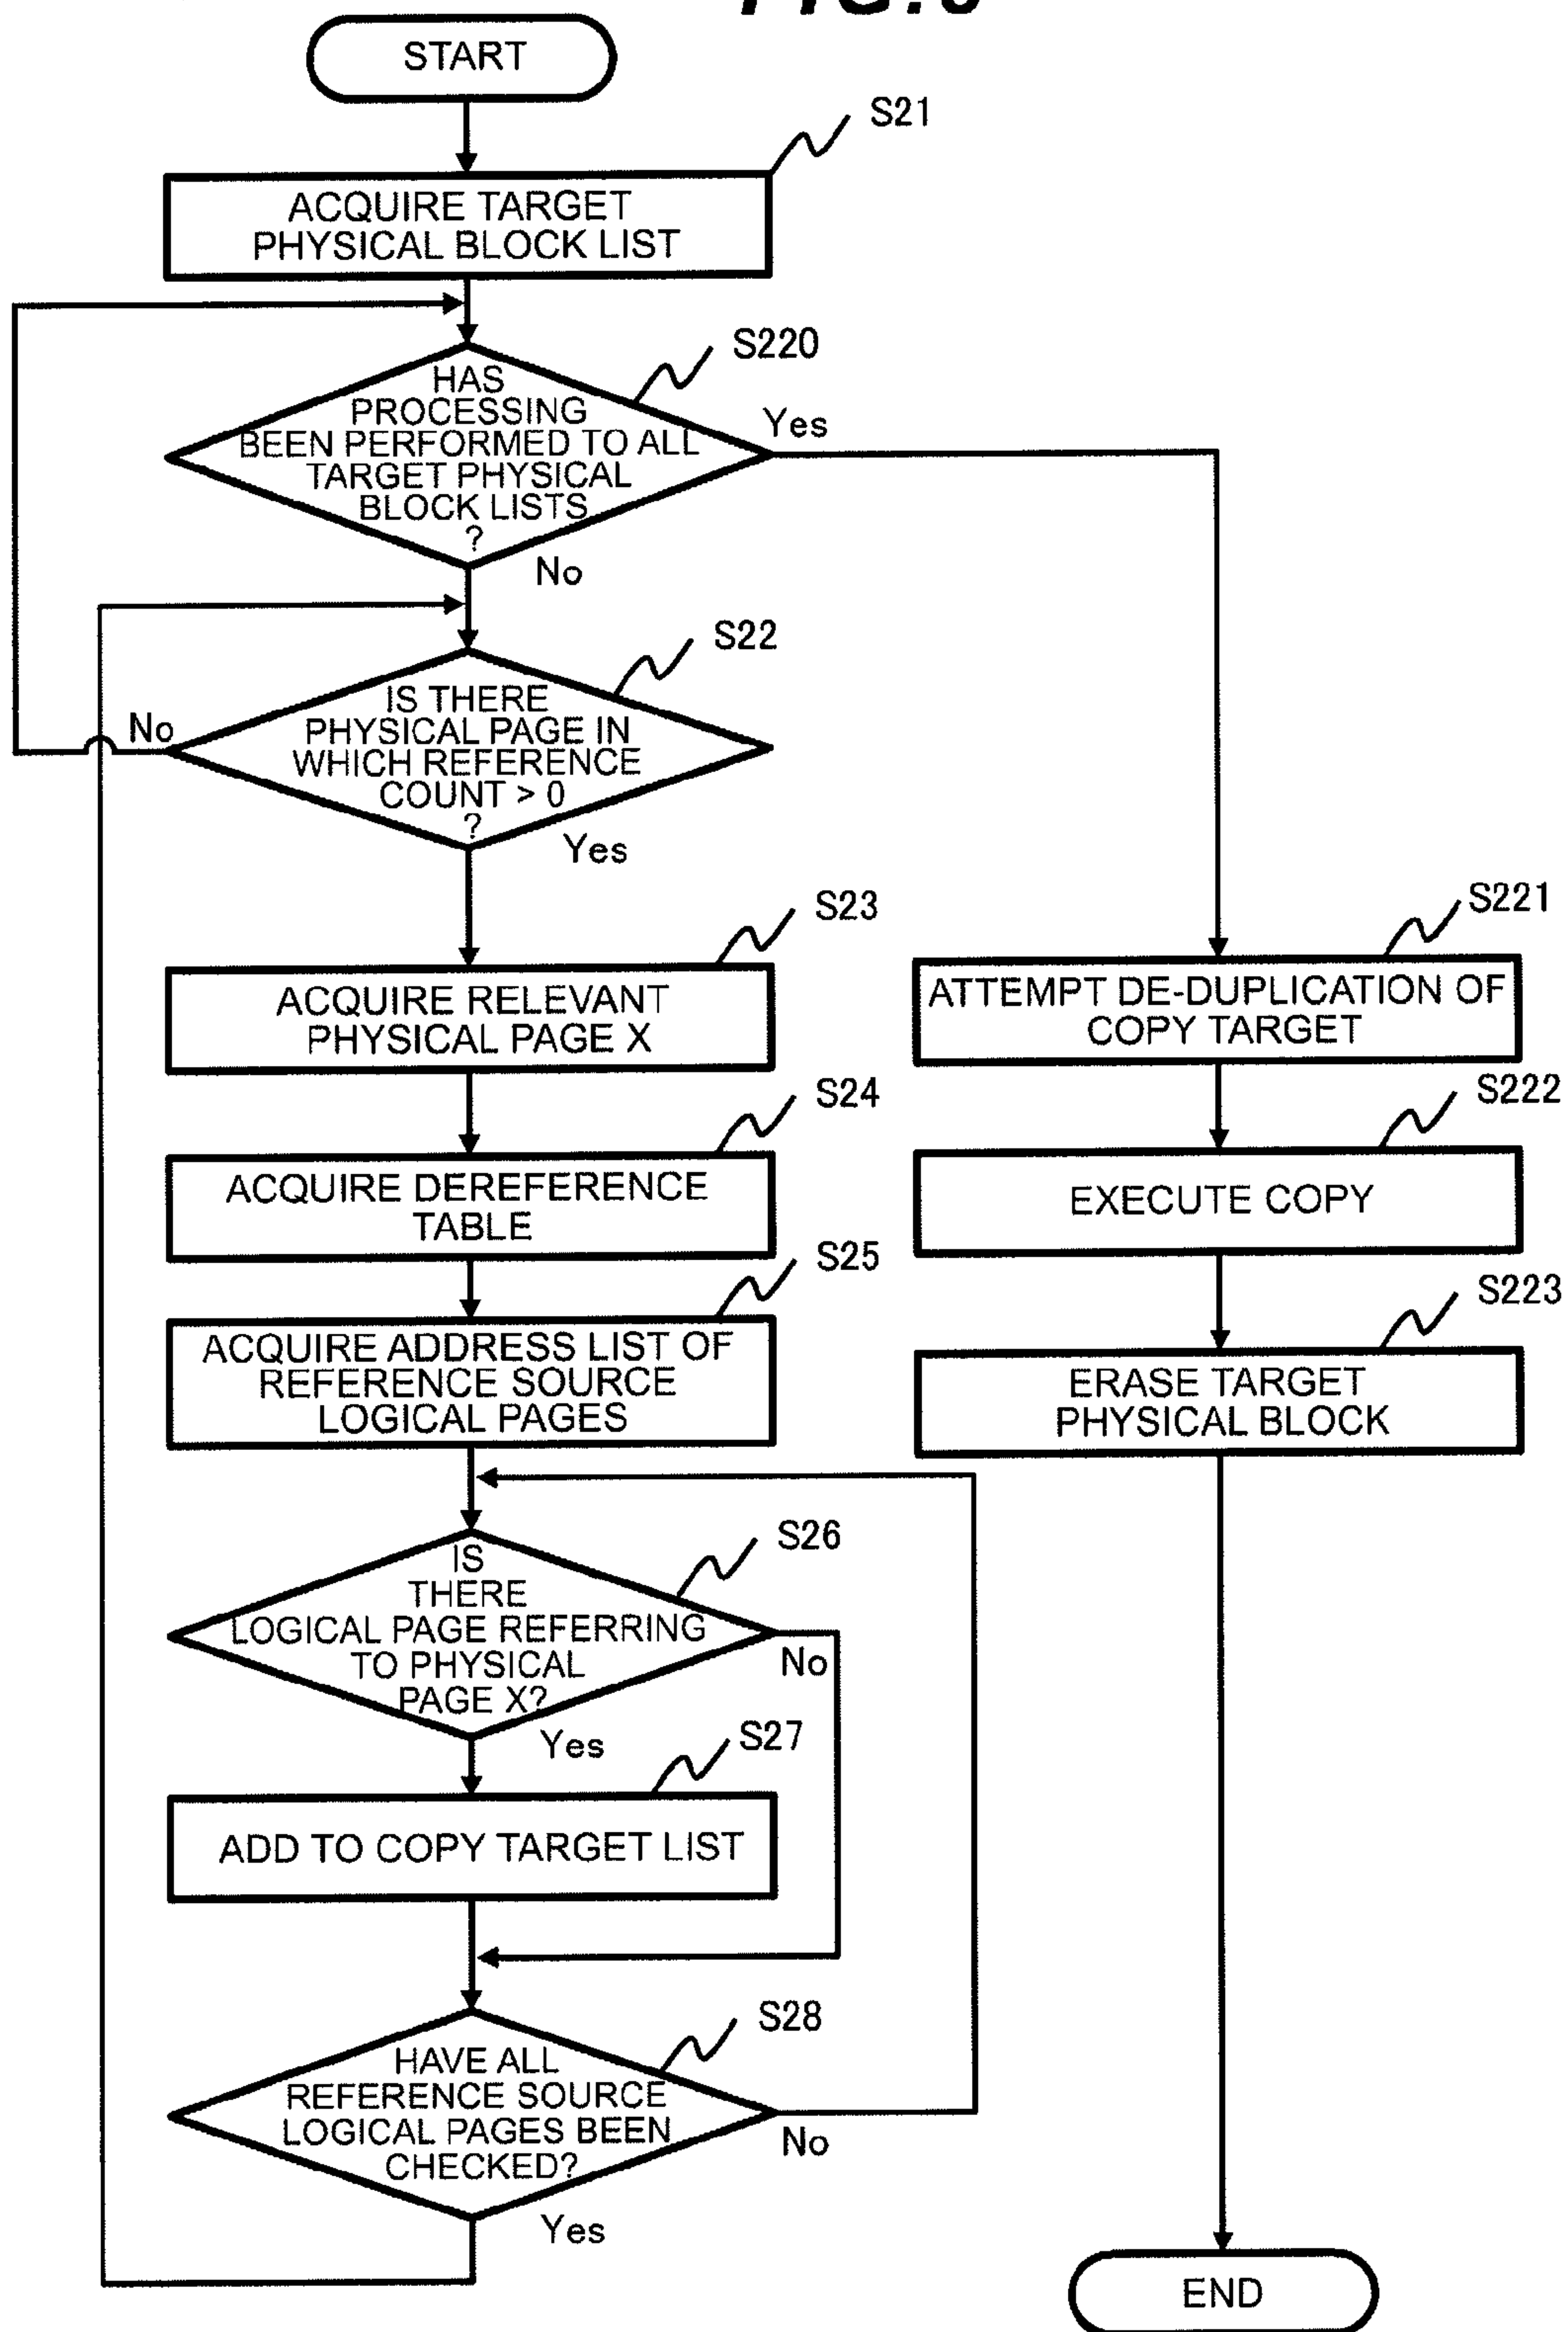 START
S21
ACQUIRE TARGET
PHYSICAL BLOCK LIST
S220
HAS
PROCESSING
BEEN PERFORMED TO ALL
TARGET PHYSICAL
BLOCK LISTS
?
Yes
No
S22
IS THERE
PHYSICAL PAGE IN
WHICH REFERENCE
COUNT > 0
?
No
Yes
S23
ACQUIRE RELEVANT
PHYSICAL PAGE X
S24
ACQUIRE DEREFERENCE
TABLE
S25
ACQUIRE ADDRESS LIST OF
REFERENCE SOURCE
LOGICAL PAGES
S26
IS
THERE
LOGICAL PAGE REFERRING
TO PHYSICAL
PAGE X?
No
Yes
S27
ADD TO COPY TARGET LIST
S28
HAVE ALL
REFERENCE SOURCE
LOGICAL PAGES BEEN
CHECKED?
No
Yes
S221
ATTEMPT DE-DUPLICATION OF
COPY TARGET
S222
EXECUTE COPY
S223
ERASE TARGET
PHYSICAL BLOCK
END